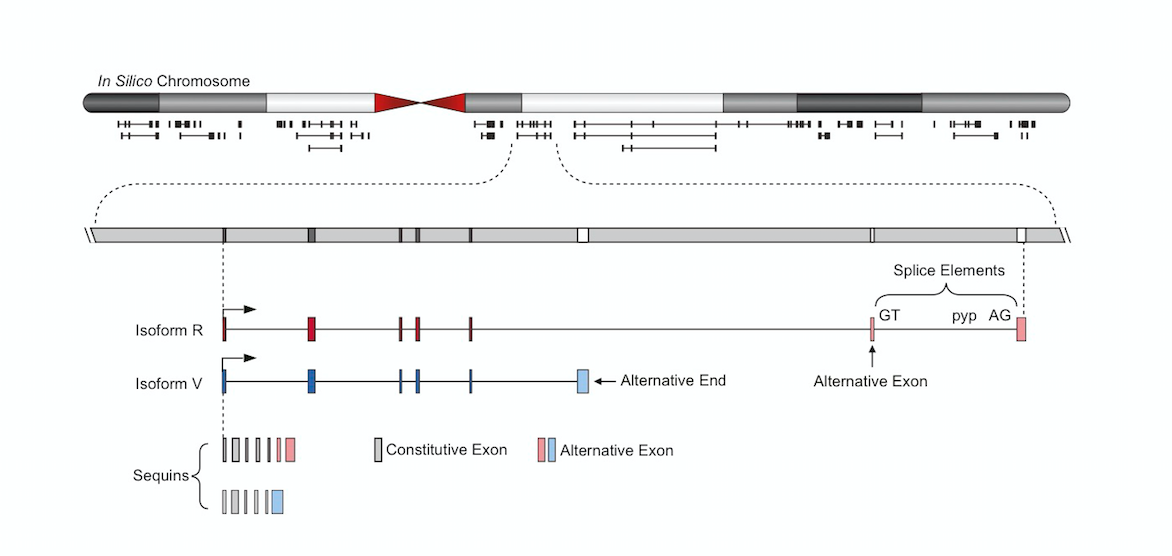 In Silico Chromosome
Splice Elements
GT pyp AG
Isoform R
Isoform V
Alternative End
Alternative Exon
Constitutive Exon
Alternative Exon
Sequins